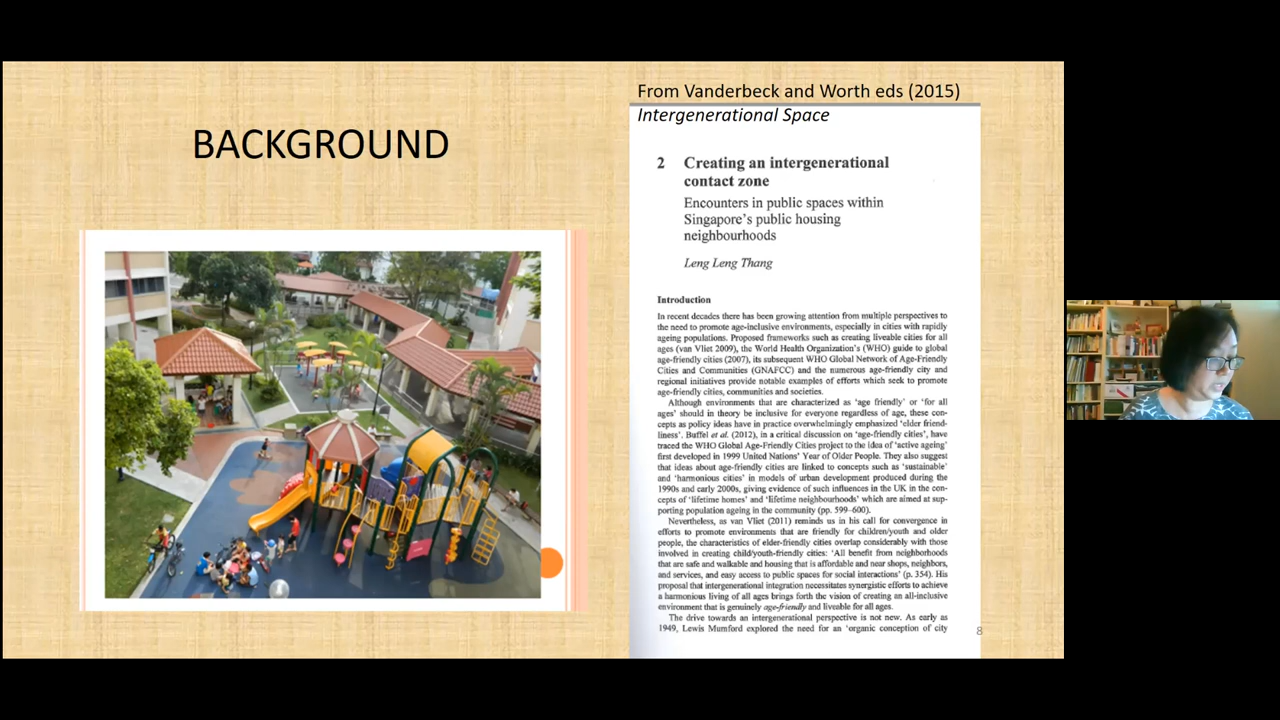 BACKGROUND
From Vanderbeck and Worth eds (2015)
Intergenerational Space
2 Creating an intergenerational
contact zone
Encounters in public spaces within
Singapore's public housing
neighbourhoods
Leng Leng Thang
Introduction
In recent decades there has been growing attention from multiple perspectives to
the need to promote age-inclusive environments, especially in cities with rapidly
ageing populations. Proposed frameworks such as creating liveable cities for all
ages (van Vliet 2009), the World Health Organization's (WHO) guide to global
age-friendly cities (2007), its subsequent WHO Global Network of Age-Friendly
Cities and Communities (GNAFCC) and the numerous age-friendly city and
regional initiatives provide notable examples of efforts which seek to promote
age-friendly cities, communities and societies.
Although environments that are characterized as 'age friendly' or 'for all
ages' should in theory be inclusive for everyone regardless of age, these con-
cepts as policy ideas have in practice overwhelmingly emphasized 'elder friend-
liness'. Buffel et al. (2012), in a critical discussion on 'age-friendly cities', have
traced the WHO Global Age-Friendly Cities project to the idea of 'active ageing'
first developed in 1999 United Nations' Year of Older People. They also suggest
that ideas about age-friendly cities are linked to concepts such as 'sustainable'
and 'harmonious cities' in models of urban development produced during the
1990s and early 2000s, giving evidence of such influences in the UK in the con-
cepts of 'lifetime homes' and 'lifetime neighbourhoods' which are aimed at sup-
porting population ageing in the community (pp. 599–600).
Nevertheless, as van Vliet (2011) reminds us in his call for convergence in
efforts to promote environments that are friendly for children/youth and older
people, the characteristics of elder-friendly cities overlap considerably with those
involved in creating child/youth-friendly cities: 'All benefit from neighborhoods
that are safe and walkable and housing that is affordable and near shops, neighbors,
and services, and easy access to public spaces for social interactions' (p. 354). His
proposal that intergenerational integration necessitates synergistic efforts to achieve
a harmonious living of all ages brings forth the vision of creating an all-inclusive
environment that is genuinely age-friendly and liveable for all ages.
The drive towards an intergenerational perspective is not new. As early as
1949, Lewis Mumford explored the need for an 'organic conception of city
8